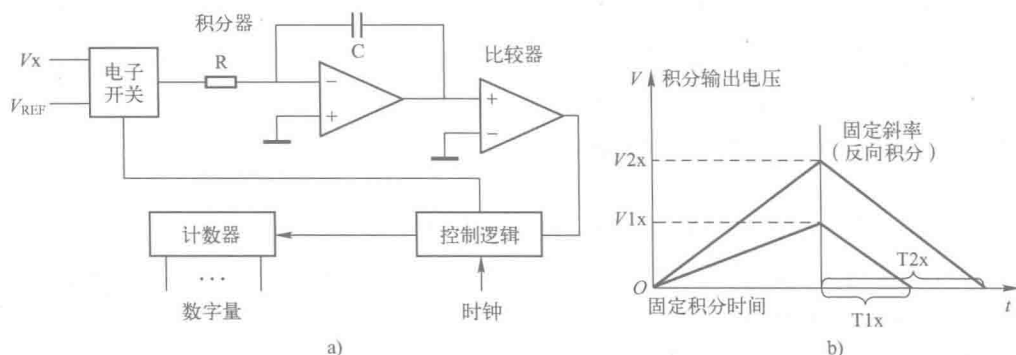 积分器
C
Vx
电子
开关
R
VREF
比较器
计数器
控制逻辑
数字量
时钟
a)
V
积分输出电压
固定斜率
（反向积分）
V2x
V1x
O
固定积分时间
T2x
T1x
t
b)